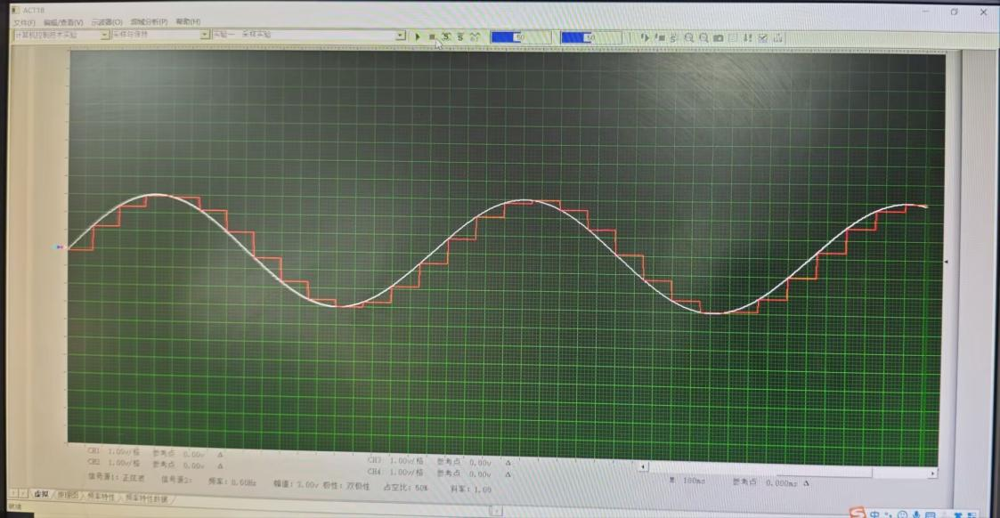 ACT18
文件(F) 编辑/查看(V) 示波器(O) 频域分析(P) 帮助(H)
计算机控制技术实验 采样与保持 实验一 采样实验
50 50
CH1 1.00v/格 参考点 0.00v Δ CH3 1.00v/格 参考点 0.00v Δ
CH2 1.00v/格 参考点 0.00v Δ CH4 1.00v/格 参考点 0.00v Δ
信号源1: 正弦波 信号源2: 频率: 0.50Hz 幅值: 3.00v 极性: 双极性 占空比: 50% 斜率: 1.00
100ms 参考点 0.000ms Δ
虚拟 原理图 频率特性 频率特性数据
就绪
中